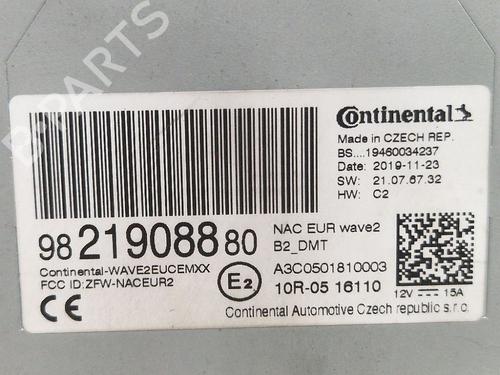 B-PARTS
Continental
Made in CZECH REP.
BS....19460034237
Date: 2019-11-23
SW: 21.07.67.32
HW: C2
98 219088 80
NAC EUR wave2
B2_DMT
Continental-WAVE2EUCEMXX
FCC ID:ZFW-NACEUR2
E2
A3C0501810003
10R-05 16110
12V 15A
CE
Continental Automotive Czech republic s.r.o.